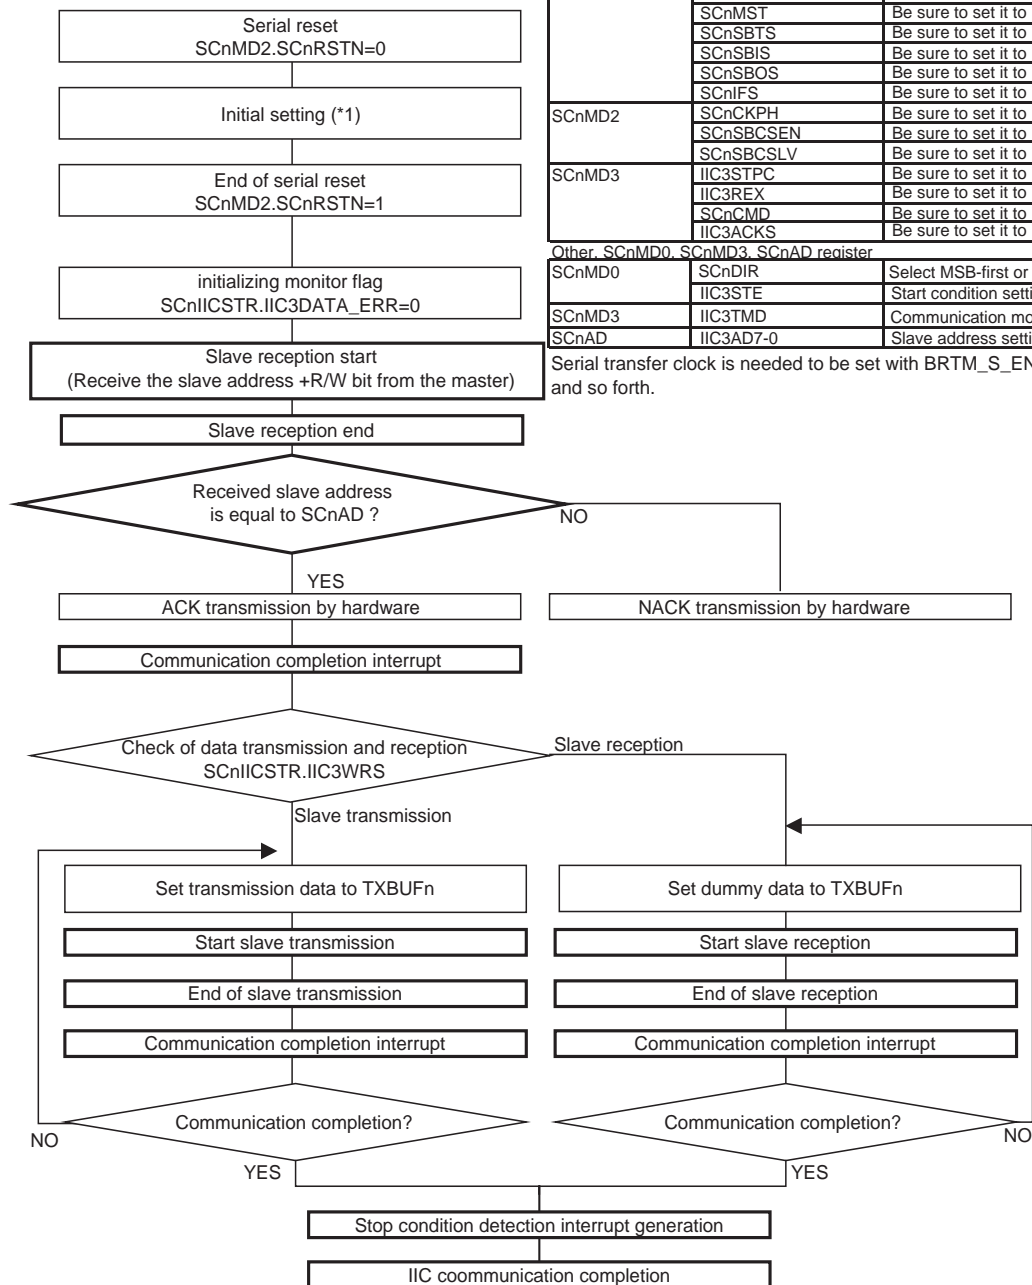 Serial reset
SCnMD2.SCnRSTN=0
Initial setting (*1)
End of serial reset
SCnMD2.SCnRSTN=1
initializing monitor flag
SCnIICSTR.IIC3DATA_ERR=0
Slave reception start
(Receive the slave address +R/W bit from the master)
Slave reception end
Received slave address
is equal to SCnAD ?
NO
YES
ACK transmission by hardware
NACK transmission by hardware
Communication completion interrupt
Check of data transmission and reception
SCnIICSTR.IIC3WRS
Slave reception
Slave transmission
Set transmission data to TXBUFn
Start slave transmission
End of slave transmission
Communication completion interrupt
Communication completion?
NO
YES
Set dummy data to TXBUFn
Start slave reception
End of slave reception
Communication completion interrupt
Communication completion?
NO
YES
Stop condition detection interrupt generation
IIC coommunication completion
SCnMST Be sure to set it to
SCnSBTS Be sure to set it to
SCnSBIS Be sure to set it to
SCnSBOS Be sure to set it to
SCnIFS Be sure to set it to
SCnMD2 SCnCKPH Be sure to set it to
SCnSBCSEN Be sure to set it to
SCnSBCSLV Be sure to set it to
SCnMD3 IIC3STPC Be sure to set it to
IIC3REX Be sure to set it to
SCnCMD Be sure to set it to
IIC3ACKS Be sure to set it to
Other, SCnMD0, SCnMD3, SCnAD register
SCnMD0 SCnDIR Select MSB-first or
IIC3STE Start condition setti
SCnMD3 IIC3TMD Communication mo
SCnAD IIC3AD7-0 Slave address setti
Serial transfer clock is needed to be set with BRTM_S_EN
and so forth.